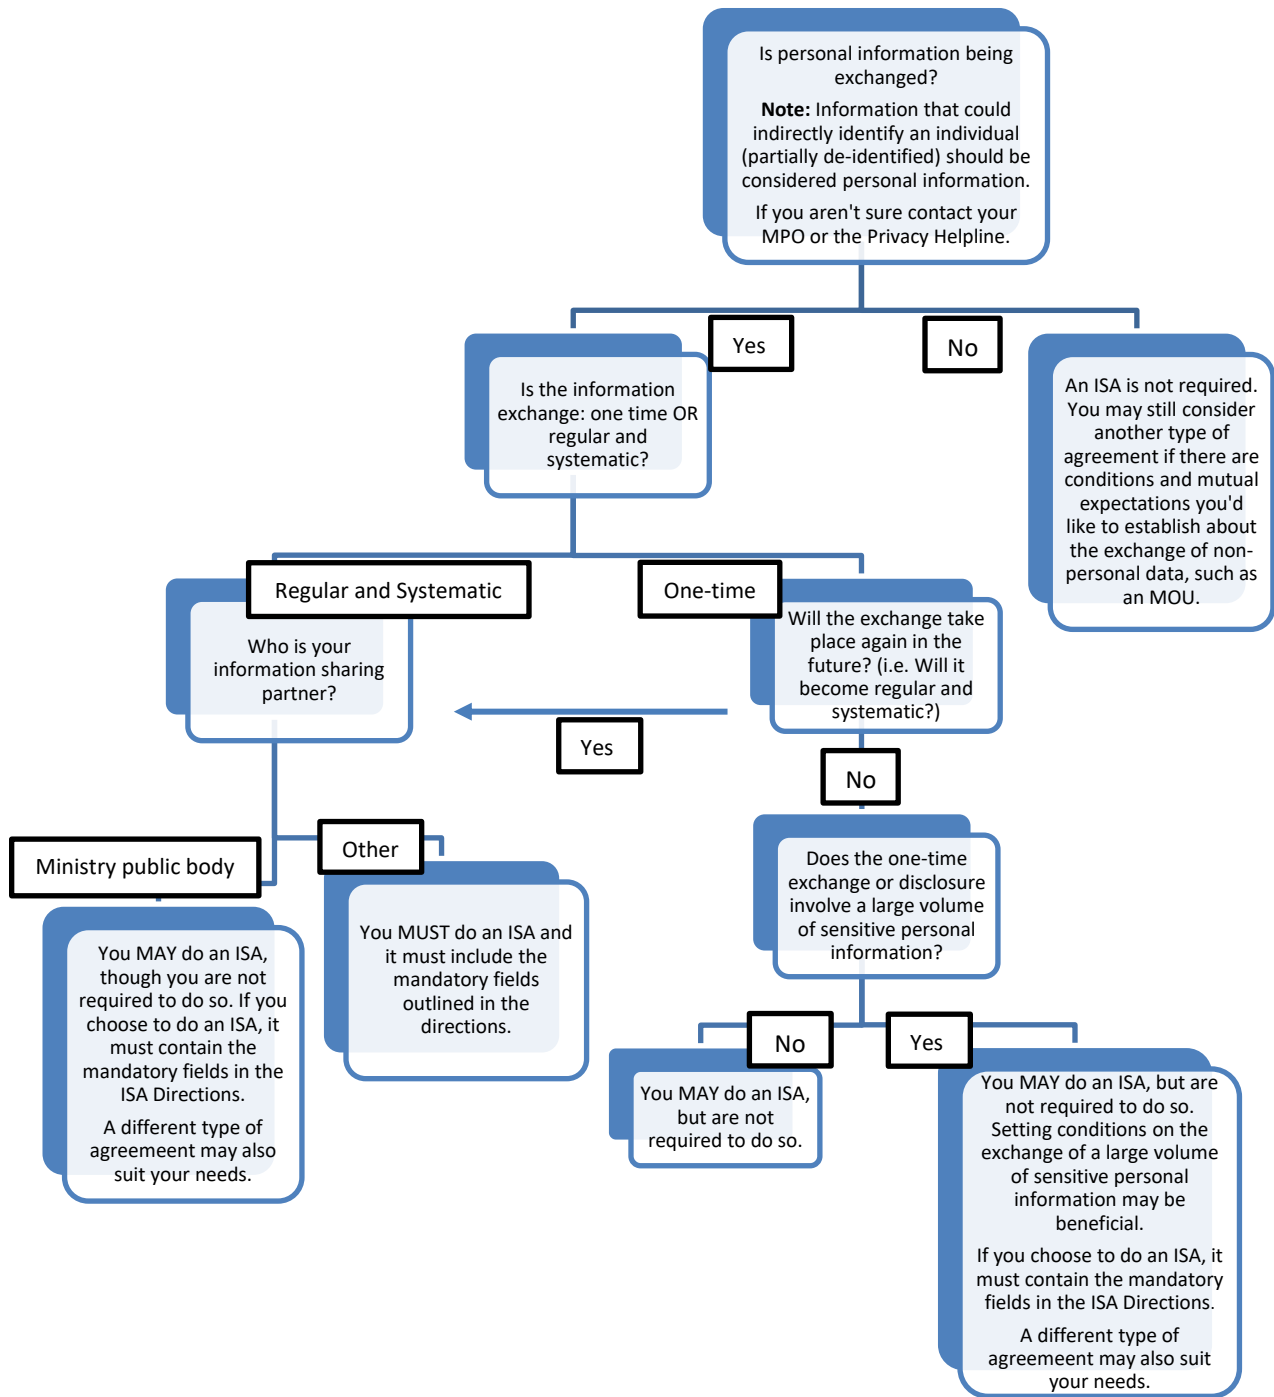 Is personal information being
exchanged?
Note: Information that could
indirectly identify an individual
(partially de-identified) should be
considered personal information.
If you aren't sure contact your
MPO or the Privacy Helpline.
Yes
No
Is the information
exchange: one time OR
regular and
systematic?
An ISA is not required.
You may still consider
another type of
agreement if there are
conditions and mutual
expectations you'd
like to establish about
the exchange of non-
personal data, such as
an MOU.
Regular and Systematic
One-time
Who is your
information sharing
partner?
Will the exchange take
place again in the
future? (i.e. Will it
become regular and
systematic?)
Yes
No
Ministry public body
Other
You MAY do an ISA,
though you are not
required to do so. If you
choose to do an ISA, it
must contain the
mandatory fields in the
ISA Directions.
A different type of
agremeent may also
suit your needs.
You MUST do an ISA and
it must include the
mandatory fields
outlined in the
directions.
Does the one-time
exchange or disclosure
involve a large volume
of sensitive personal
information?
No
Yes
You MAY do an ISA,
but are not
required to do so.
You MAY do an ISA, but are
not required to do so.
Setting conditions on the
exchange of a large volume
of sensitive personal
information may be
beneficial.
If you choose to do an ISA, it
must contain the mandatory
fields in the ISA Directions.
A different type of
agremeent may also suit
your needs.